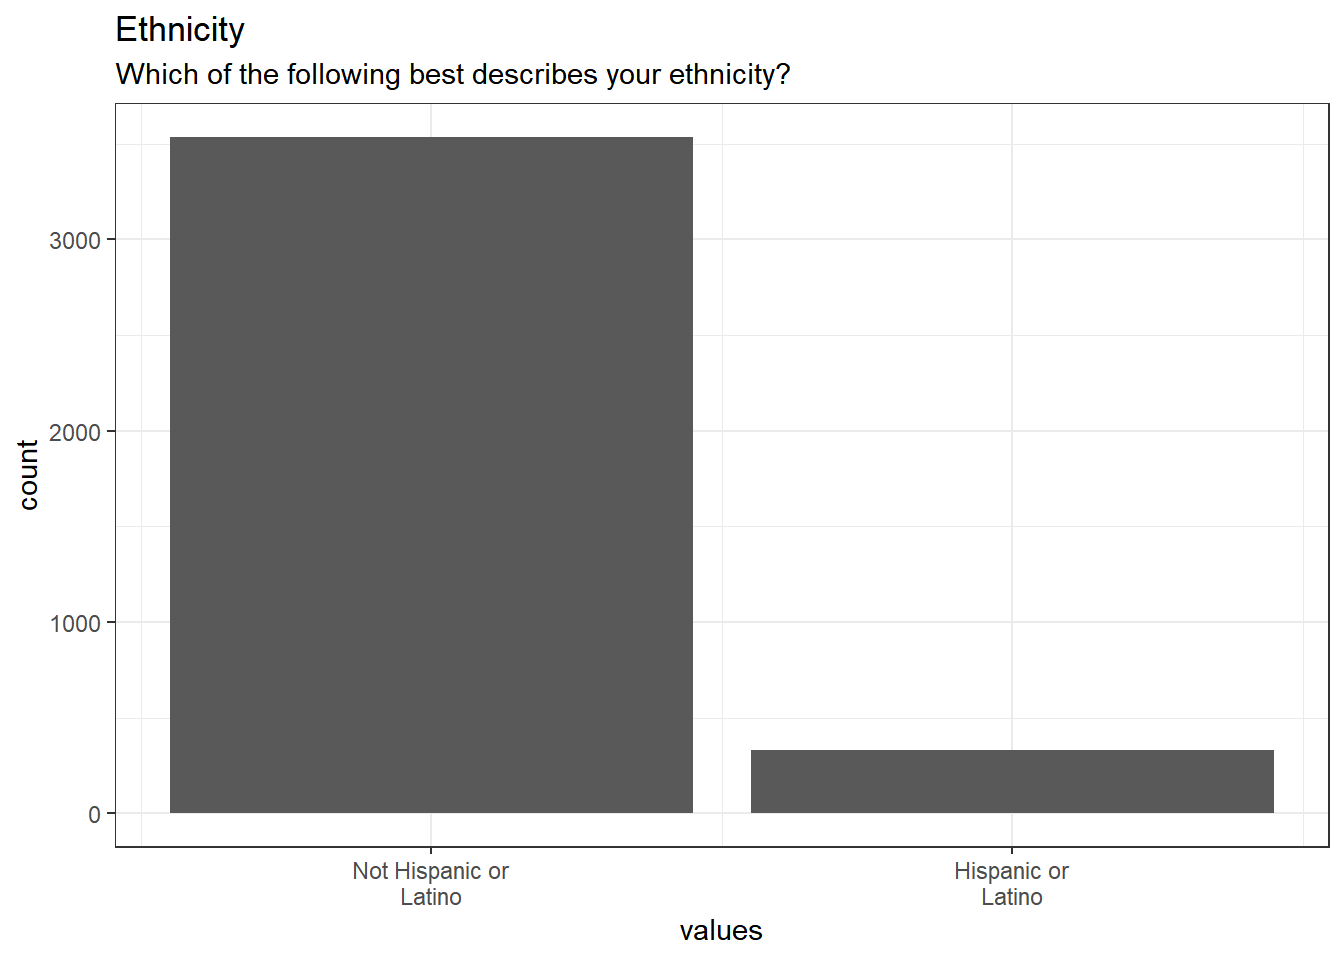 Ethnicity
Which of the following best describes your ethnicity?
3000
2000
1000
0
count
Not Hispanic or
Latino
Hispanic or
Latino
values